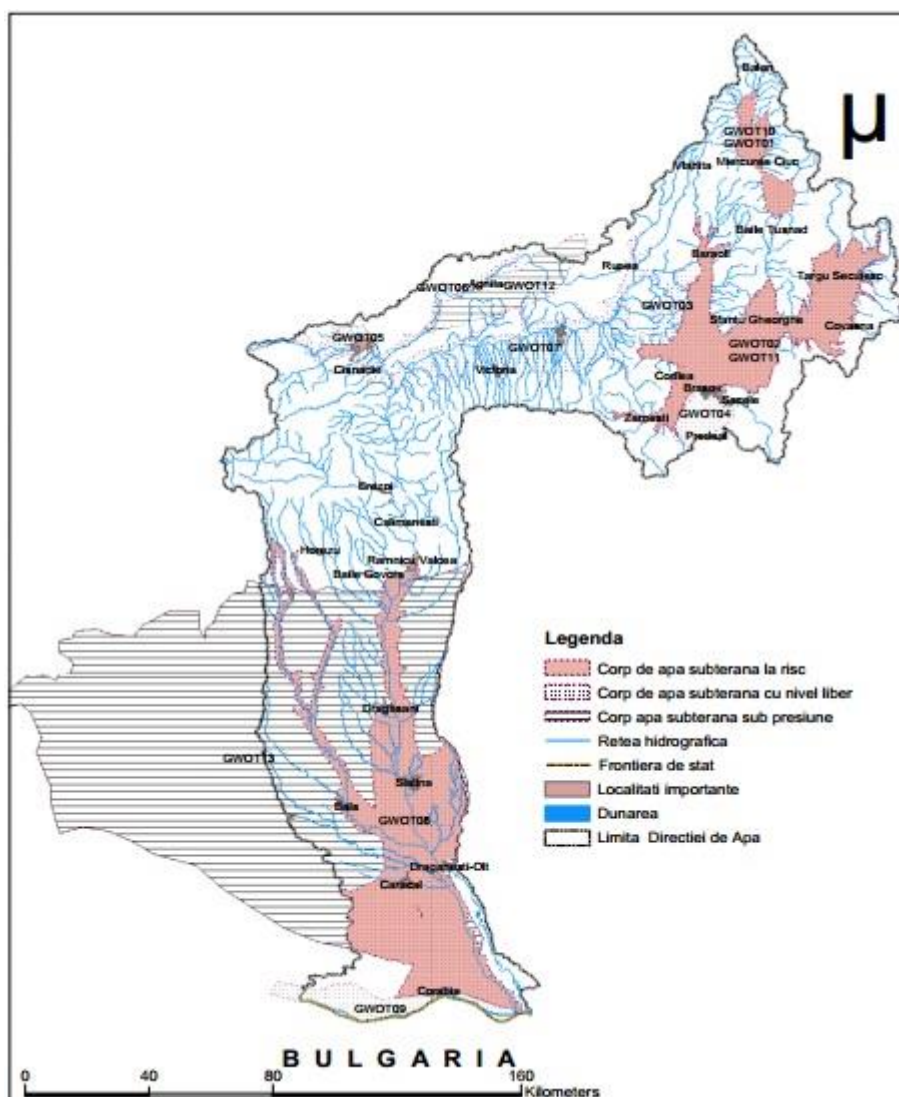 Balan
µ
GWOT10
GWOT01
Miercurea Ciuc
Vlahita
Baile Tusnad
Baraolt
Rupea
Targu Secuiesc
GWOT06
Agnita
GWOT12
GWOT03
Sfantu Gheorghe
Covasna
GWOT05
GWOT07
GWOT02
GWOT11
Cisnadie
Victoria
Codlea
Brasov
Sacele
Zarnesti
GWOT04
Predeal
Brezoi
Calimanesti
Horezu
Ramnicu Valcea
Baile Govora
Legenda
Corp de apa subterana la risc
Corp de apa subterana cu nivel liber
Corp apa subterana sub presiune
Retea hidrografica
Frontiera de stat
Localitati importante
Dunarea
Limita Directiei de Apa
Dragasani
GWOT13
Slatina
Bals
GWOT08
Draganesti-Olt
Caracal
Corabia
GWOT09
BULGARIA
0 40 80 160
Kilometers